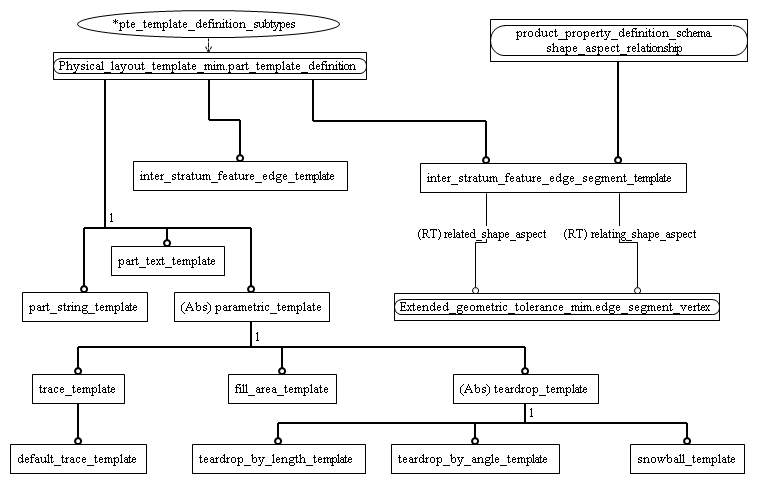 *pte_template_definition_subtypes
product_property_definition_schema.
shape_aspect_relationship
Physical_layout_template_mim.part_template_definition
inter_stratum_feature_edge_template
inter_stratum_feature_edge_segment_template
1
(RT) related_shape_aspect
(RT) relating_shape_aspect
part_text_template
part_string_template
(Abs) parametric_template
Extended_geometric_tolerance_mim.edge_segment_vertex
1
trace_template
fill_area_template
(Abs) teardrop_template
1
default_trace_template
teardrop_by_length_template
teardrop_by_angle_template
snowball_template